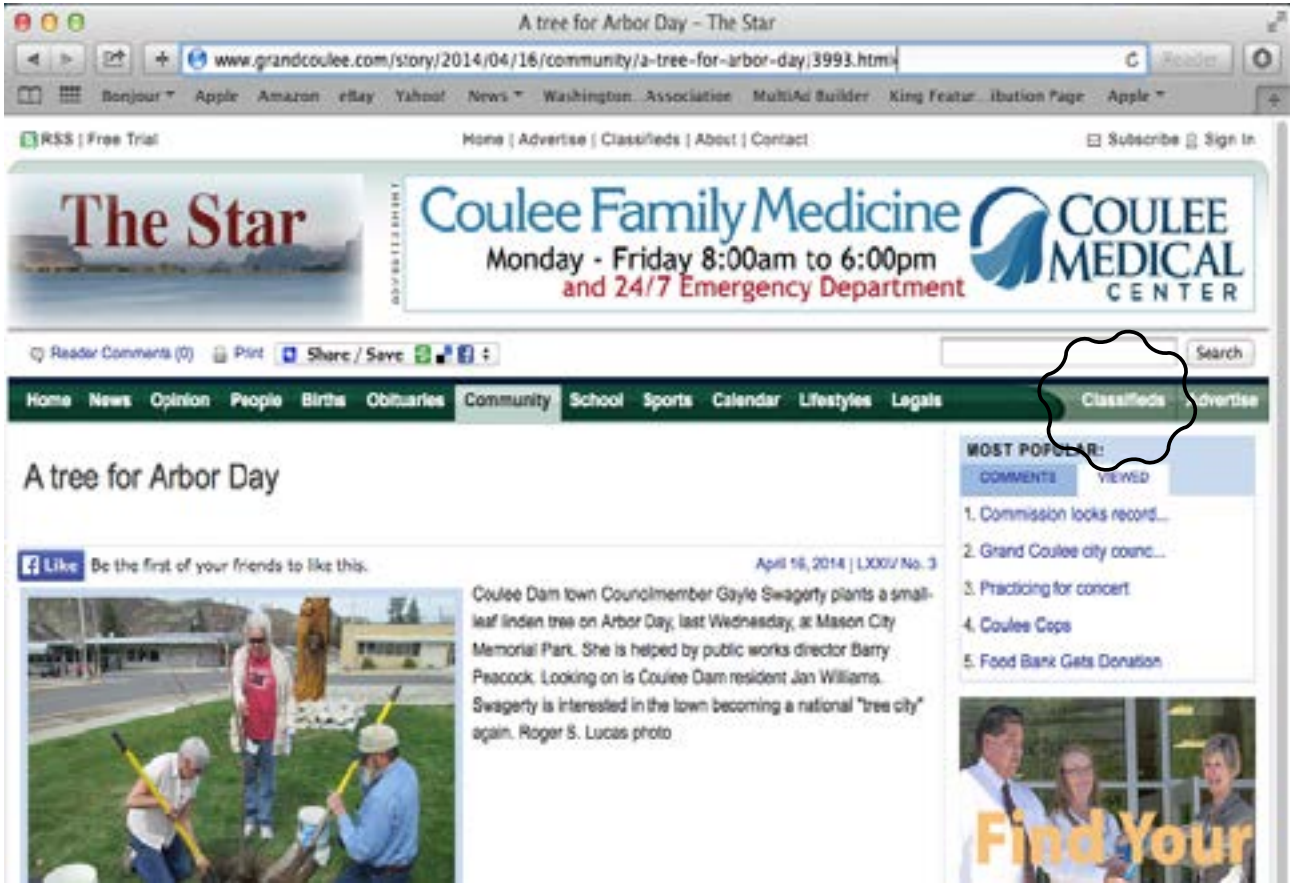 A tree for Arbor Day – The Star
www.grandcoulee.com/story/2014/04/16/community/a-tree-for-arbor-day/3993.html
Reader
Bonjour Apple Amazon eBay Yahoo! News Washington...Association MultiAd Builder King Featur...ibution Page Apple
RSS | Free Trial
Home | Advertise | Classifieds | About | Contact
Subscribe Sign In
The Star
ADVERTISEMENT
Coulee Family Medicine
Monday - Friday 8:00am to 6:00pm
and 24/7 Emergency Department
COULEE
MEDICAL
CENTER
Reader Comments (0) Print Share / Save
Search
Home News Opinion People Births Obituaries Community School Sports Calendar Lifestyles Legals Classifieds Advertise
A tree for Arbor Day
Like Be the first of your friends to like this.
April 16, 2014 | LXXIV No. 3
Coulee Dam town Councilmember Gayle Swagerty plants a small-
leaf linden tree on Arbor Day, last Wednesday, at Mason City
Memorial Park. She is helped by public works director Barry
Peacock. Looking on is Coulee Dam resident Jan Williams.
Swagerty is interested in the town becoming a national "tree city"
again. Roger S. Lucas photo
MOST POPULAR:
COMMENTS VIEWED
1. Commission looks record...
2. Grand Coulee city counc...
3. Practicing for concert
4. Coulee Cops
5. Food Bank Gets Donation
Find Your